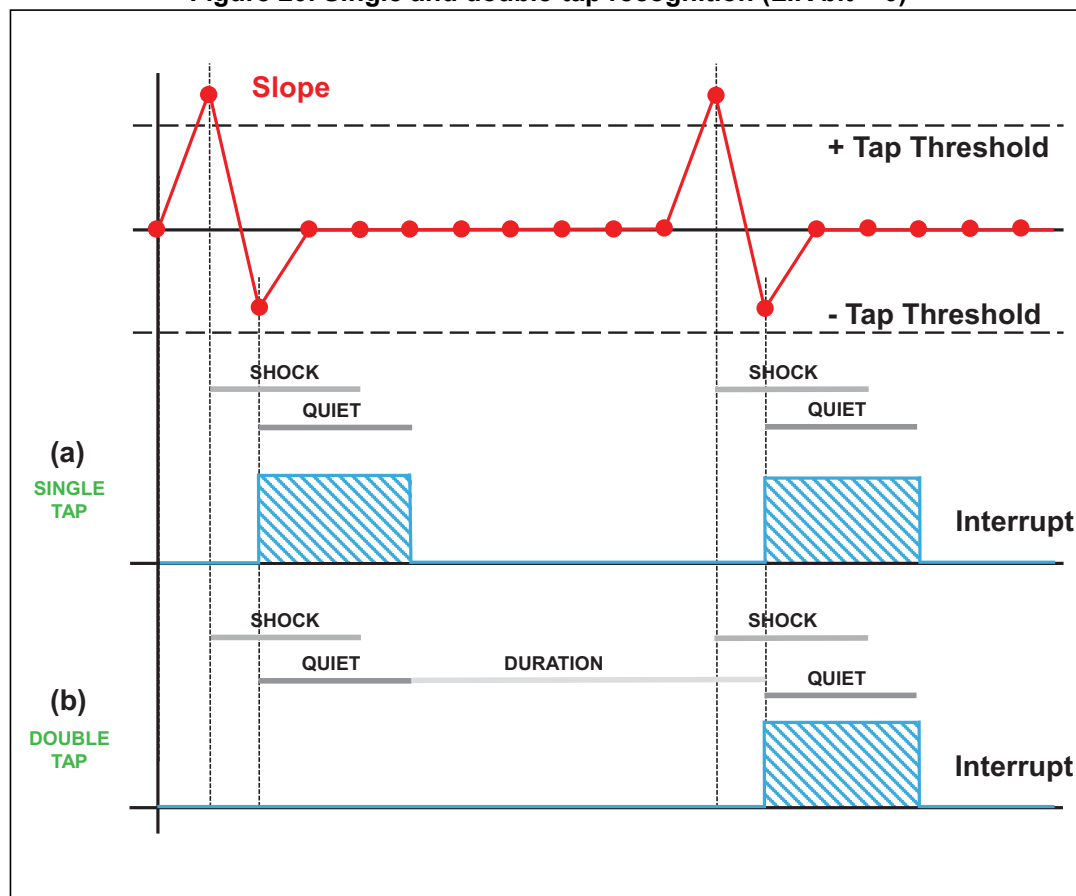 Slope
+ Tap Threshold
- Tap Threshold
SHOCK
SHOCK
QUIET
QUIET
(a)
SINGLE
TAP
Interrupt
SHOCK
SHOCK
QUIET
DURATION
QUIET
(b)
DOUBLE
TAP
Interrupt